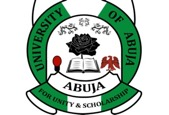 UNIVERSITY OF ABUJA
ABUJA
FOR UNITY & SCHOLARSHIP